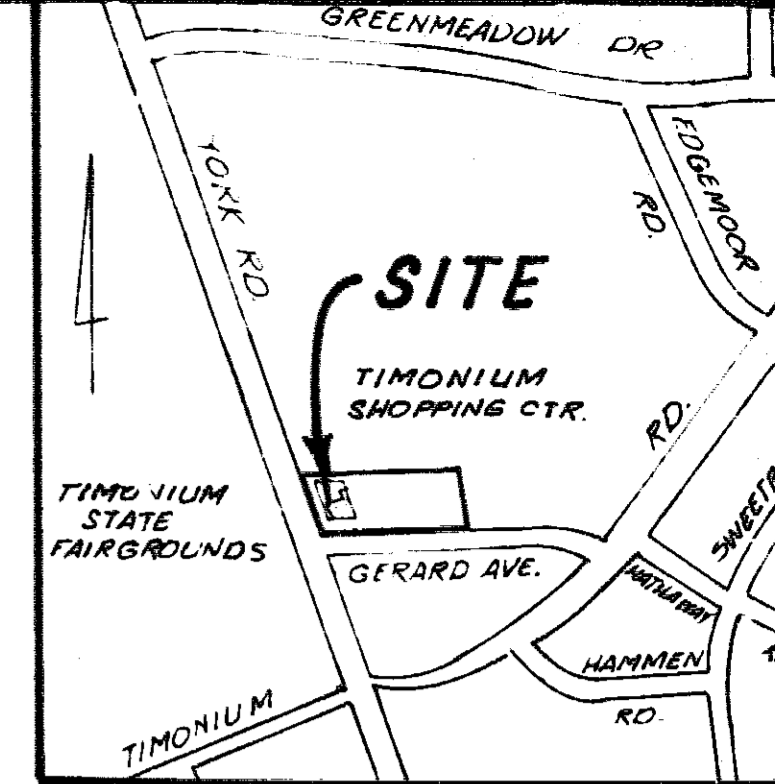 GREENMEADOW DR
YORK RD.
EDGEMOOR
RD.
SITE
TIMONIUM
SHOPPING CTR.
RD.
TIMONIUM
STATE
FAIRGROUNDS
GERARD AVE.
HAMMEN
RD.
TIMONIUM